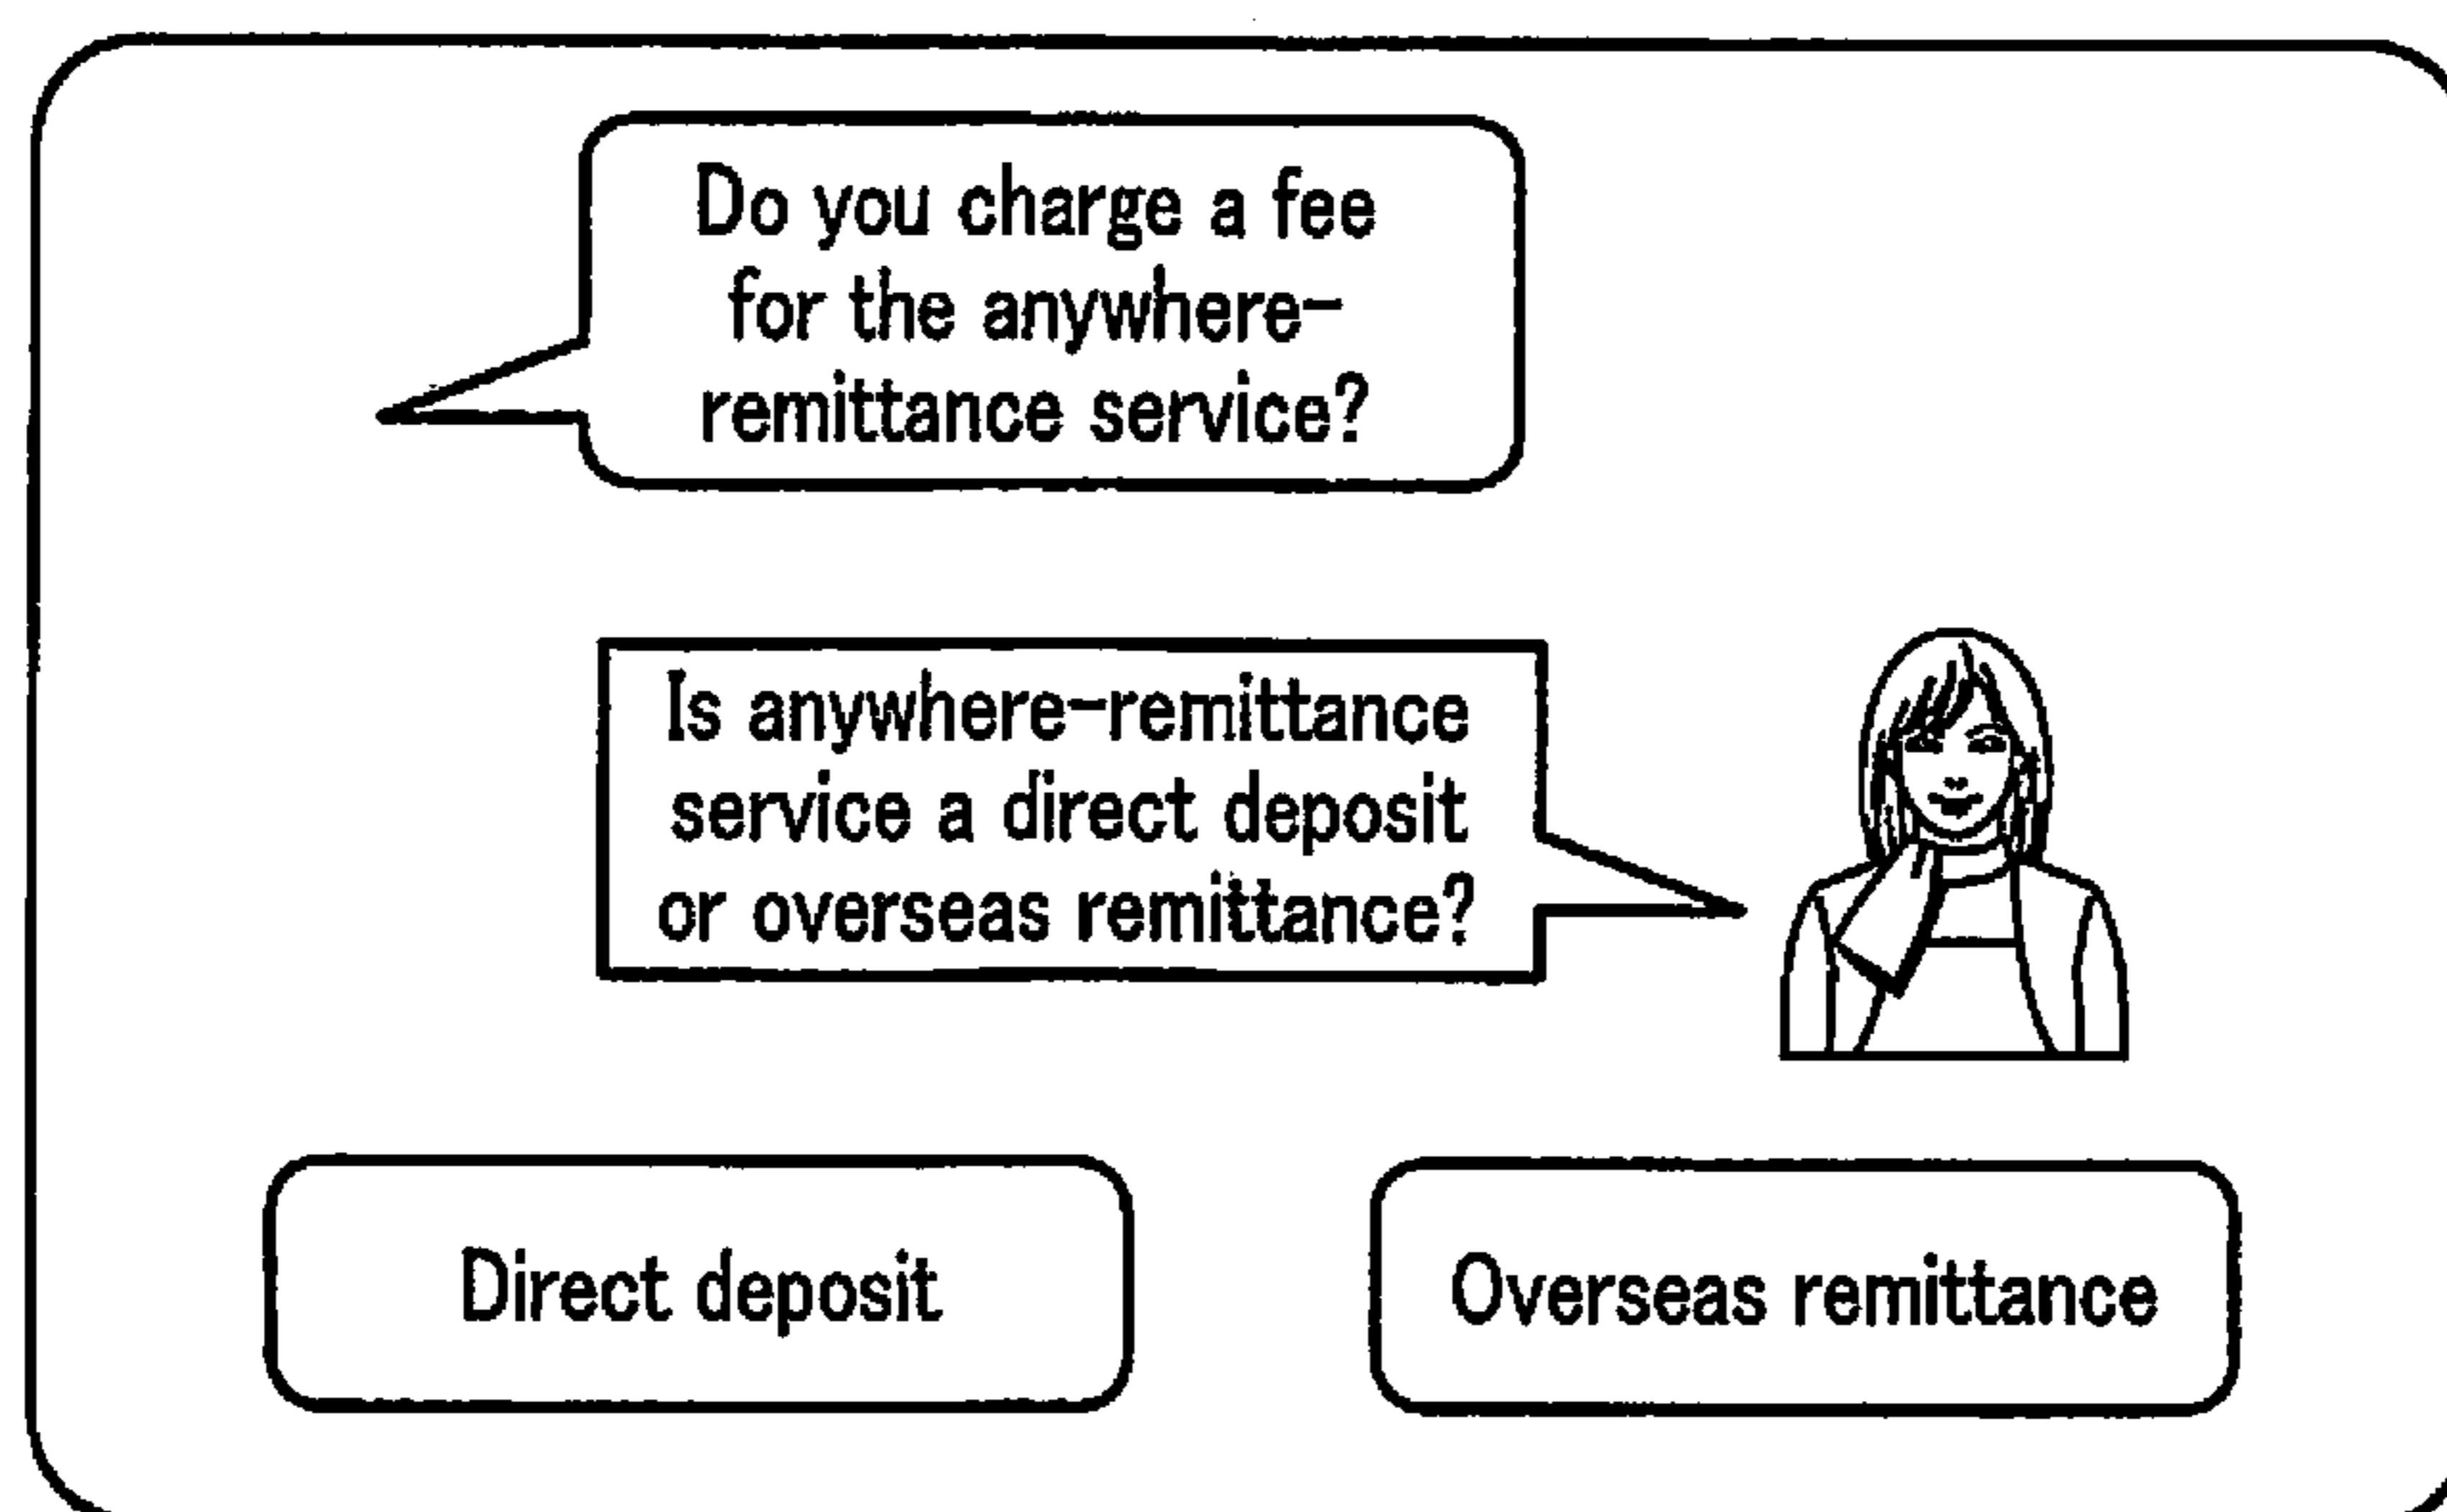 Do you charge a fee
for the anywhere-
remittance service?
Is anywhere-remittance
service a direct deposit
or overseas remittance?
Direct deposit
Overseas remittance